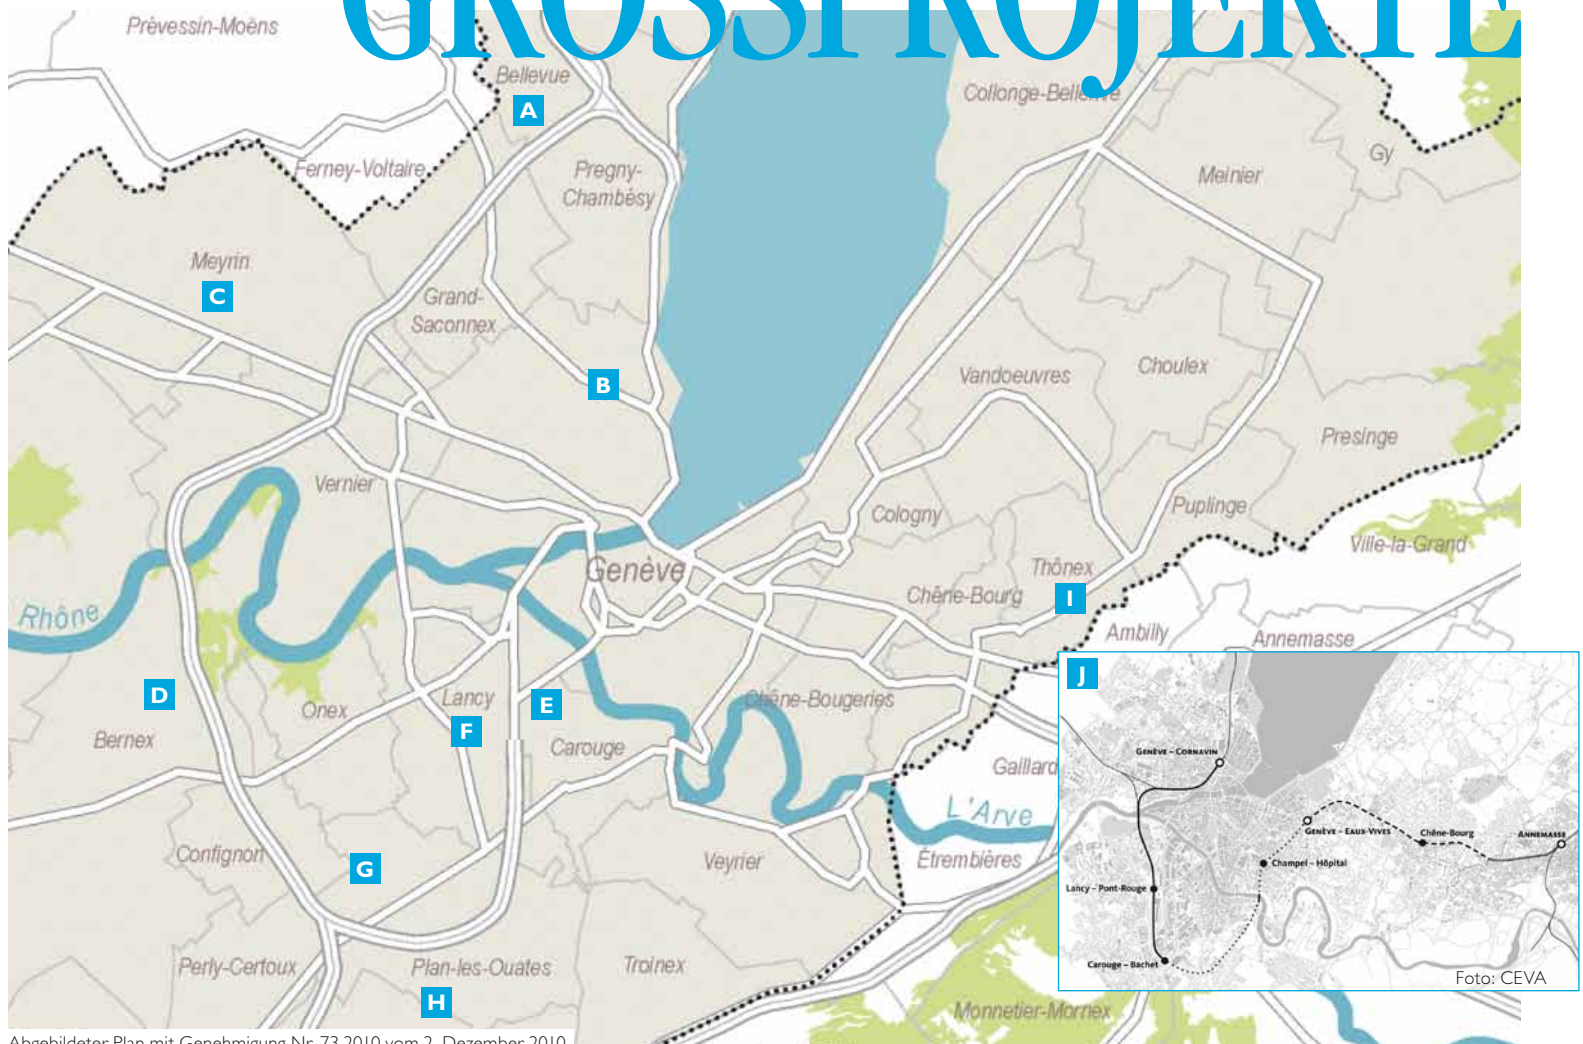 GROSSPROJEKTE
Prévessin-Moëns
Bellevue
A
Collonge-Bellerive
Ferney-Voltaire
Pregny-
Chambésy
Gy
Meinier
Meyrin
C
Grand-
Saconnex
B
Vandoeuvres
Choulex
Presinge
Vernier
Cologny
Puplinge
Ville-la-Grand
Genève
Thônex
I
Chêne-Bourg
Rhône
Ambilly
Annemasse
D
Onex
Lancy
F
E
Chêne-Bougeries
Bernex
Carouge
Gaillard
L'Arve
Confignon
G
Veyrier
Étrembières
Perly-Certoux
Plan-les-Ouates
H
Troinex
Monnetier-Mornex
J
Genève – Cornavin
Genève – Eaux-Vives
Chêne-Bourg
Annemasse
Champel – Hôpital
Lancy – Pont-Rouge
Carouge – Bachet
Foto: CEVA
Abgebildeter Plan mit Genehmigung Nr. 73.2010 vom 2. Dezember 2010